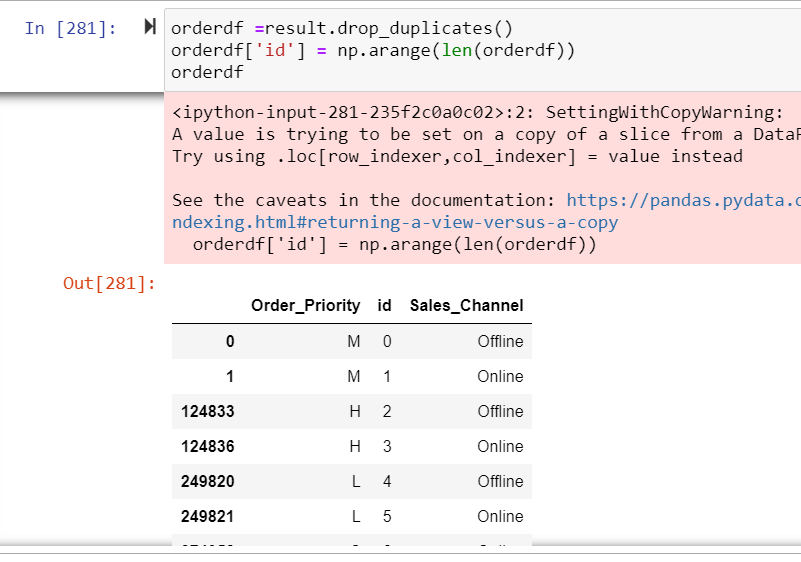 In [281]:
orderdf =result.drop_duplicates()
orderdf['id'] = np.arange(len(orderdf))
orderdf
<ipython-input-281-235f2c0a0c02>:2: SettingWithCopyWarning:
A value is trying to be set on a copy of a slice from a DataF
Try using .loc[row_indexer,col_indexer] = value instead
See the caveats in the documentation: https://pandas.pydata.o
ndexing.html#returning-a-view-versus-a-copy
orderdf['id'] = np.arange(len(orderdf))
Out[281]:
Order_Priority id Sales_Channel
0 M 0 Offline
1 M 1 Online
124833 H 2 Offline
124836 H 3 Online
249820 L 4 Offline
249821 L 5 Online